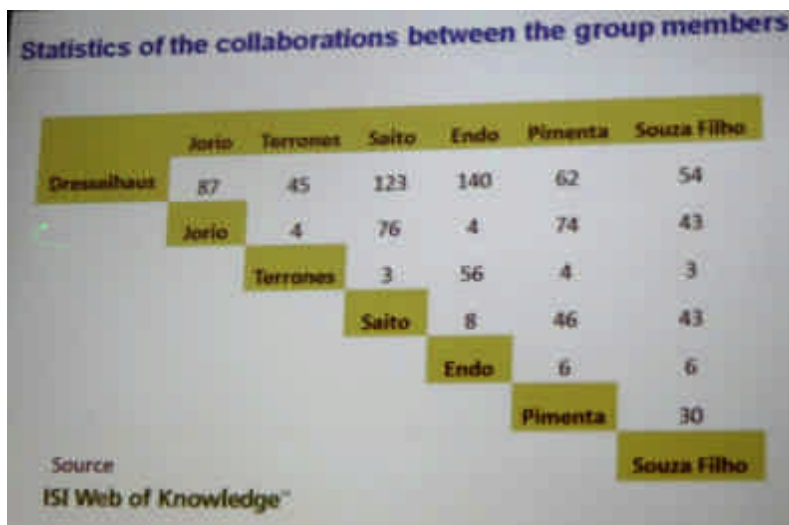 Statistics of the collaborations between the group members
Jorio Terrones Saito Endo Pimenta Souza Filho
Dresselhaus 87 45 123 140 62 54
Jorio 4 76 4 74 43
Terrones 3 56 4 3
Saito 8 46 43
Endo 6 6
Pimenta 30
Souza Filho
Source
ISI Web of Knowledge℠